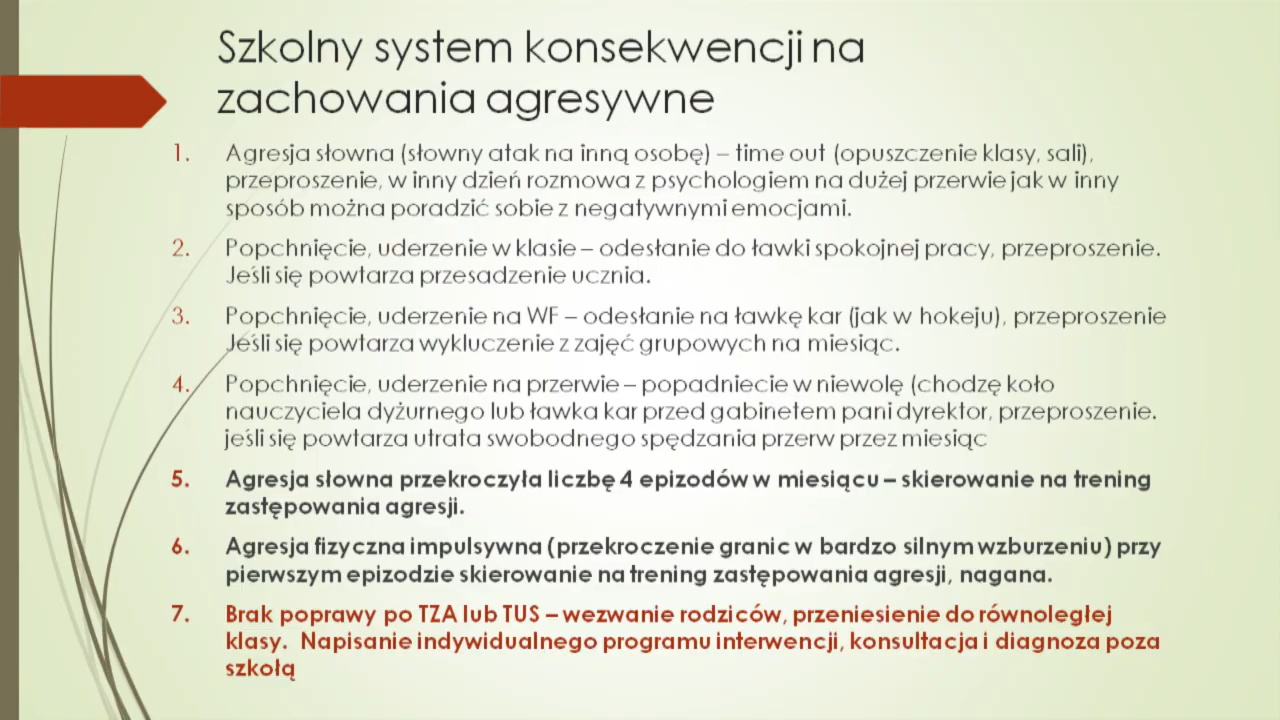 Szkolny system konsekwencji na
zachowania agresywne
1. Agresja słowna (słowny atak na inną osobę) – time out (opuszczenie klasy, sali),
przeproszenie, w inny dzień rozmowa z psychologiem na dużej przerwie jak w inny
sposób można poradzić sobie z negatywnymi emocjami.
2. Popchnięcie, uderzenie w klasie – odesłanie do ławki spokojnej pracy, przeproszenie.
Jeśli się powtarza przesadzenie ucznia.
3. Popchnięcie, uderzenie na WF – odesłanie na ławkę kar (jak w hokeju), przeproszenie
Jeśli się powtarza wykluczenie z zajęć grupowych na miesiąc.
4. Popchnięcie, uderzenie na przerwie – popadniecie w niewolę (chodzę koło
nauczyciela dyżurnego lub ławka kar przed gabinetem pani dyrektor, przeproszenie.
jeśli się powtarza utrata swobodnego spędzania przerw przez miesiąc
5. Agresja słowna przekroczyła liczbę 4 epizodów w miesiącu – skierowanie na trening
zastępowania agresji.
6. Agresja fizyczna impulsywna (przekroczenie granic w bardzo silnym wzburzeniu) przy
pierwszym epizodzie skierowanie na trening zastępowania agresji, nagana.
7. Brak poprawy po TZA lub TUS – wezwanie rodziców, przeniesienie do równoległej
klasy. Napisanie indywidualnego programu interwencji, konsultacja i diagnoza poza
szkołą